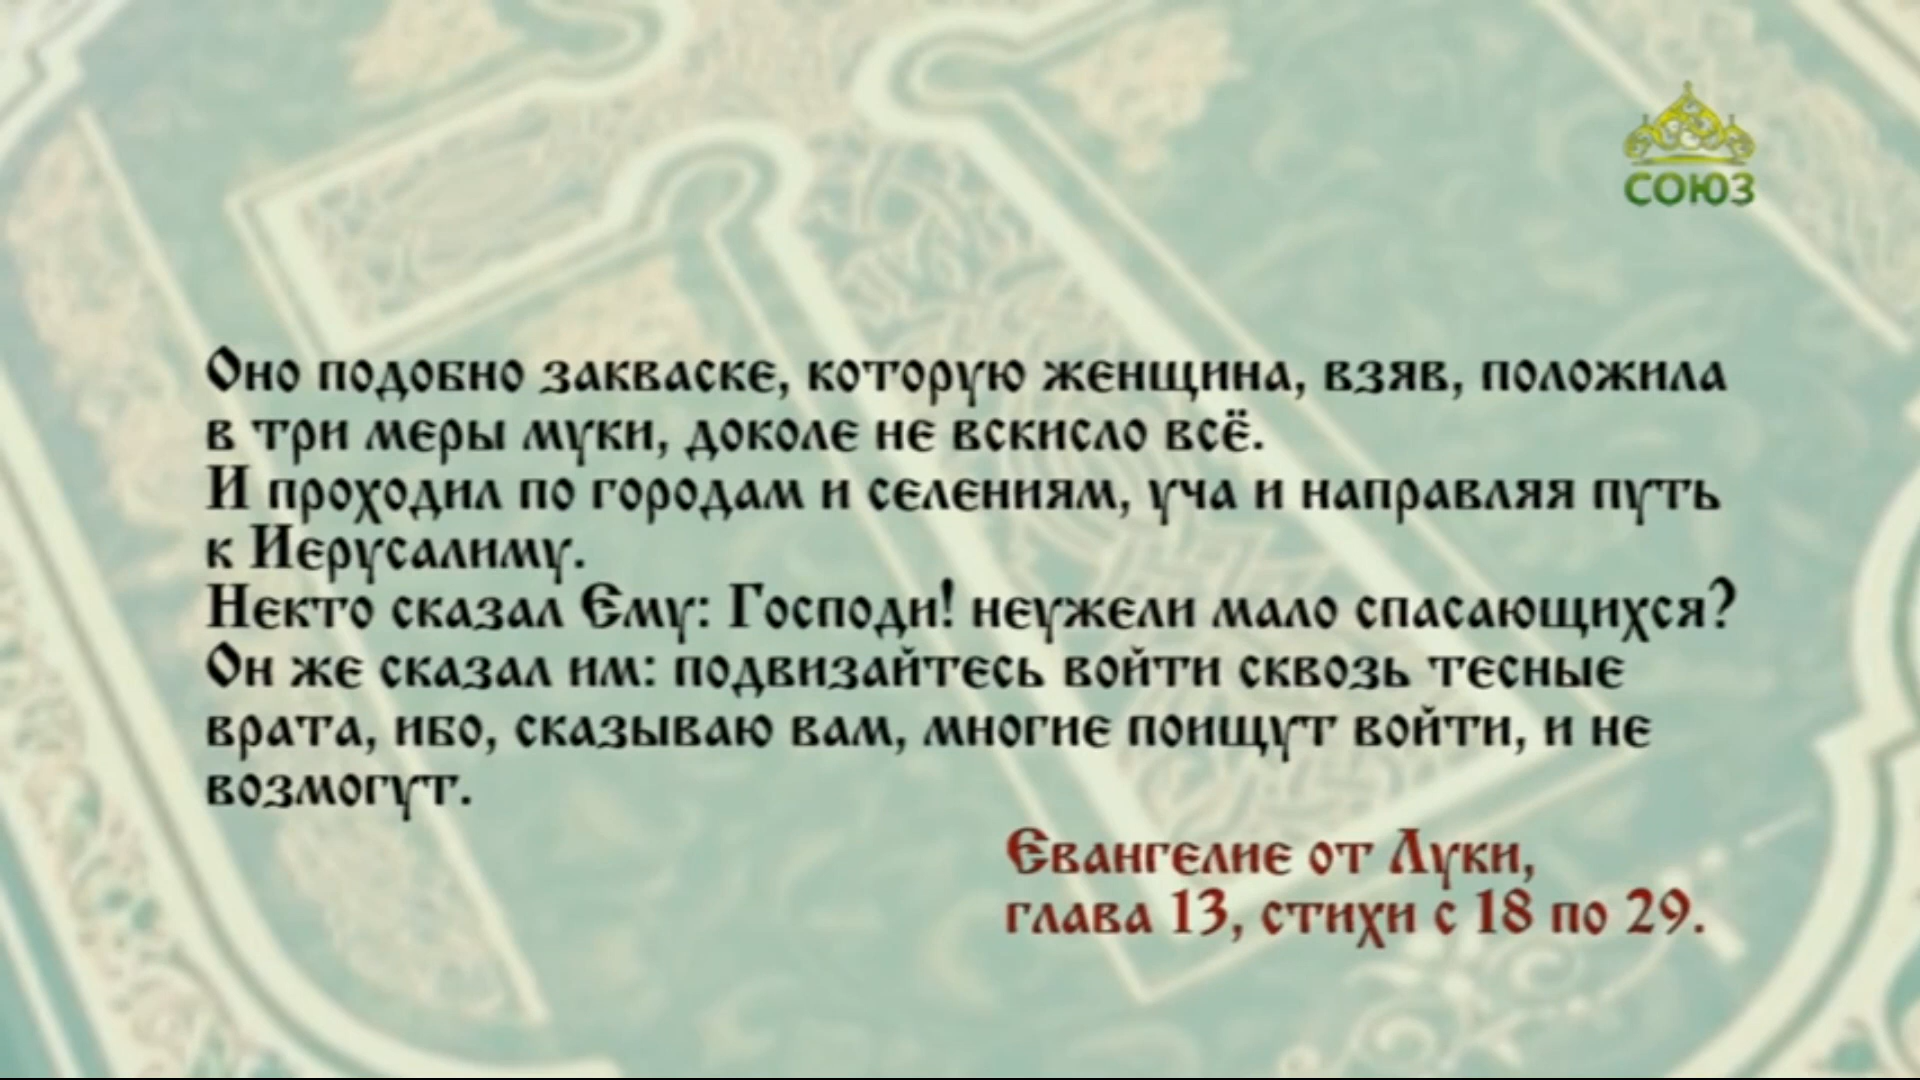 СОЮЗ
Оно подобно закваске, которую женщина, взяв, положила
в три меры муки, доколе не вскисло всё.
И проходил по городам и селениям, уча и направляя путь
к Иерусалиму.
Некто сказал Ему: Господи! неужели мало спасающихся?
Он же сказал им: подвизайтесь войти сквозь тесные
врата, ибо, сказываю вам, многие поищут войти, и не
возмогут.
Евангелие от Луки,
глава 13, стихи с 18 по 29.